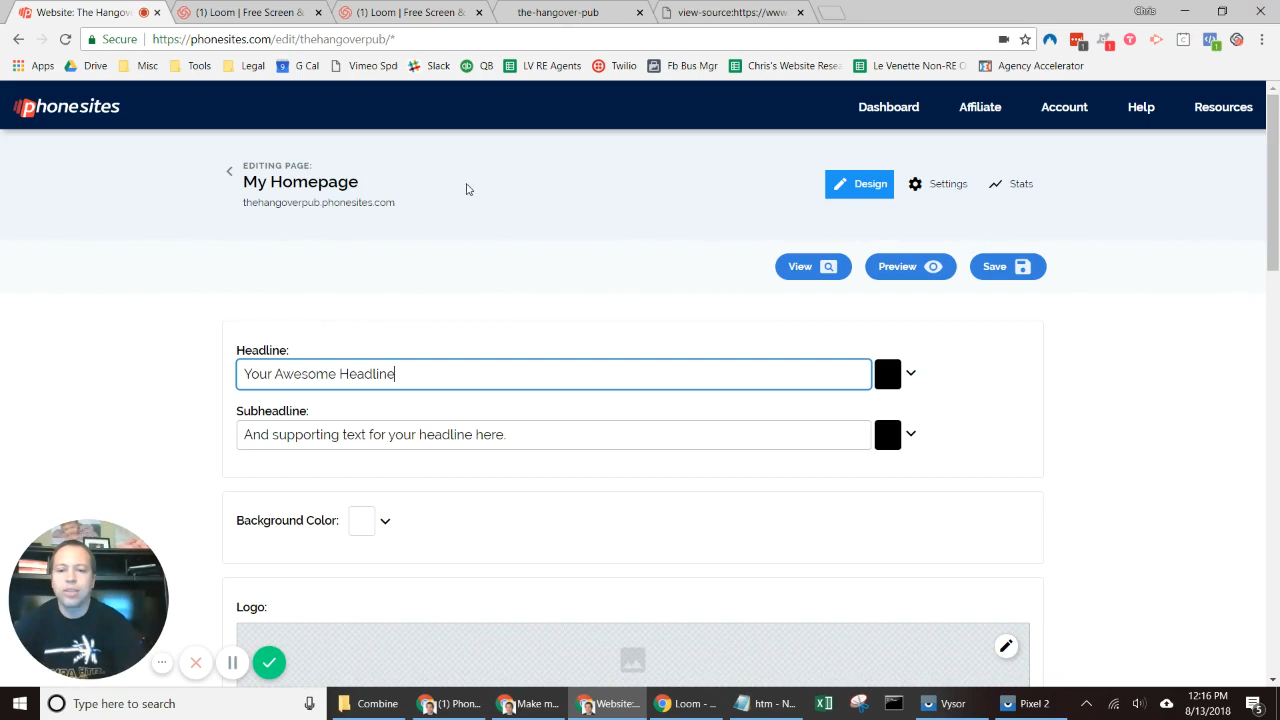 Website: The Hangov
(1) Loom | Free Screen &
(1) Loom | Free Screen &
the-hangover-pub
view-source:https://www
Chris
Secure
https://phonesites.com/edit/thehangoverpub/*
Apps Drive Misc Tools Legal G Cal Vimeo Spd Slack QB LV RE Agents Twilio Fb Bus Mgr Chris's Website Resea Le Venette Non-RE Agency Accelerator
phonesites
Dashboard Affiliate Account Help Resources
EDITING PAGE:
My Homepage
thehangoverpub.phonesites.com
Design Settings Stats
View Preview Save
Headline:
Your Awesome Headline
Subheadline:
And supporting text for your headline here.
Background Color:
Logo:
Type here to search
Combine
(1) Phon...
Make m...
Website:...
Loom - ...
htm - N...
Vysor
Pixel 2
12:16 PM
8/13/2018
5